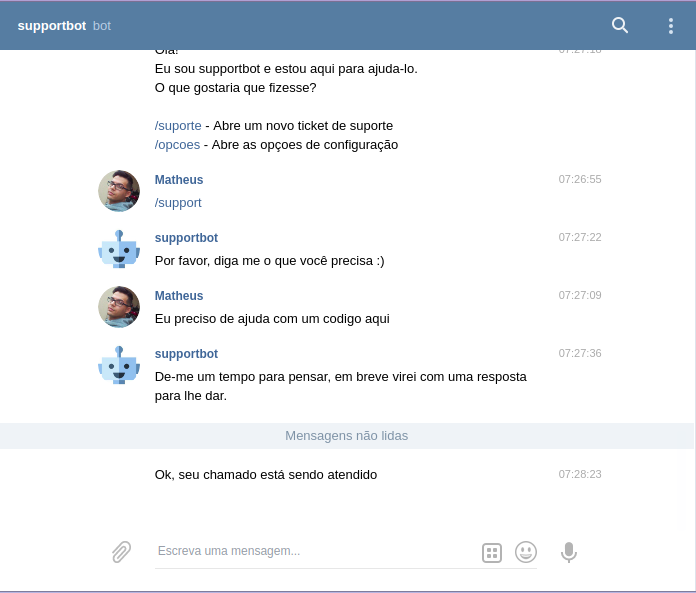 supportbot bot
Olá! 07:27:18
Eu sou supportbot e estou aqui para ajuda-lo.
O que gostaria que fizesse?
/suporte - Abre um novo ticket de suporte
/opcoes - Abre as opçoes de configuração
Matheus 07:26:55
/support
supportbot 07:27:22
Por favor, diga me o que você precisa :)
Matheus 07:27:09
Eu preciso de ajuda com um codigo aqui
supportbot 07:27:36
De-me um tempo para pensar, em breve virei com uma resposta
para lhe dar.
Mensagens não lidas
Ok, seu chamado está sendo atendido 07:28:23
Escreva uma mensagem...